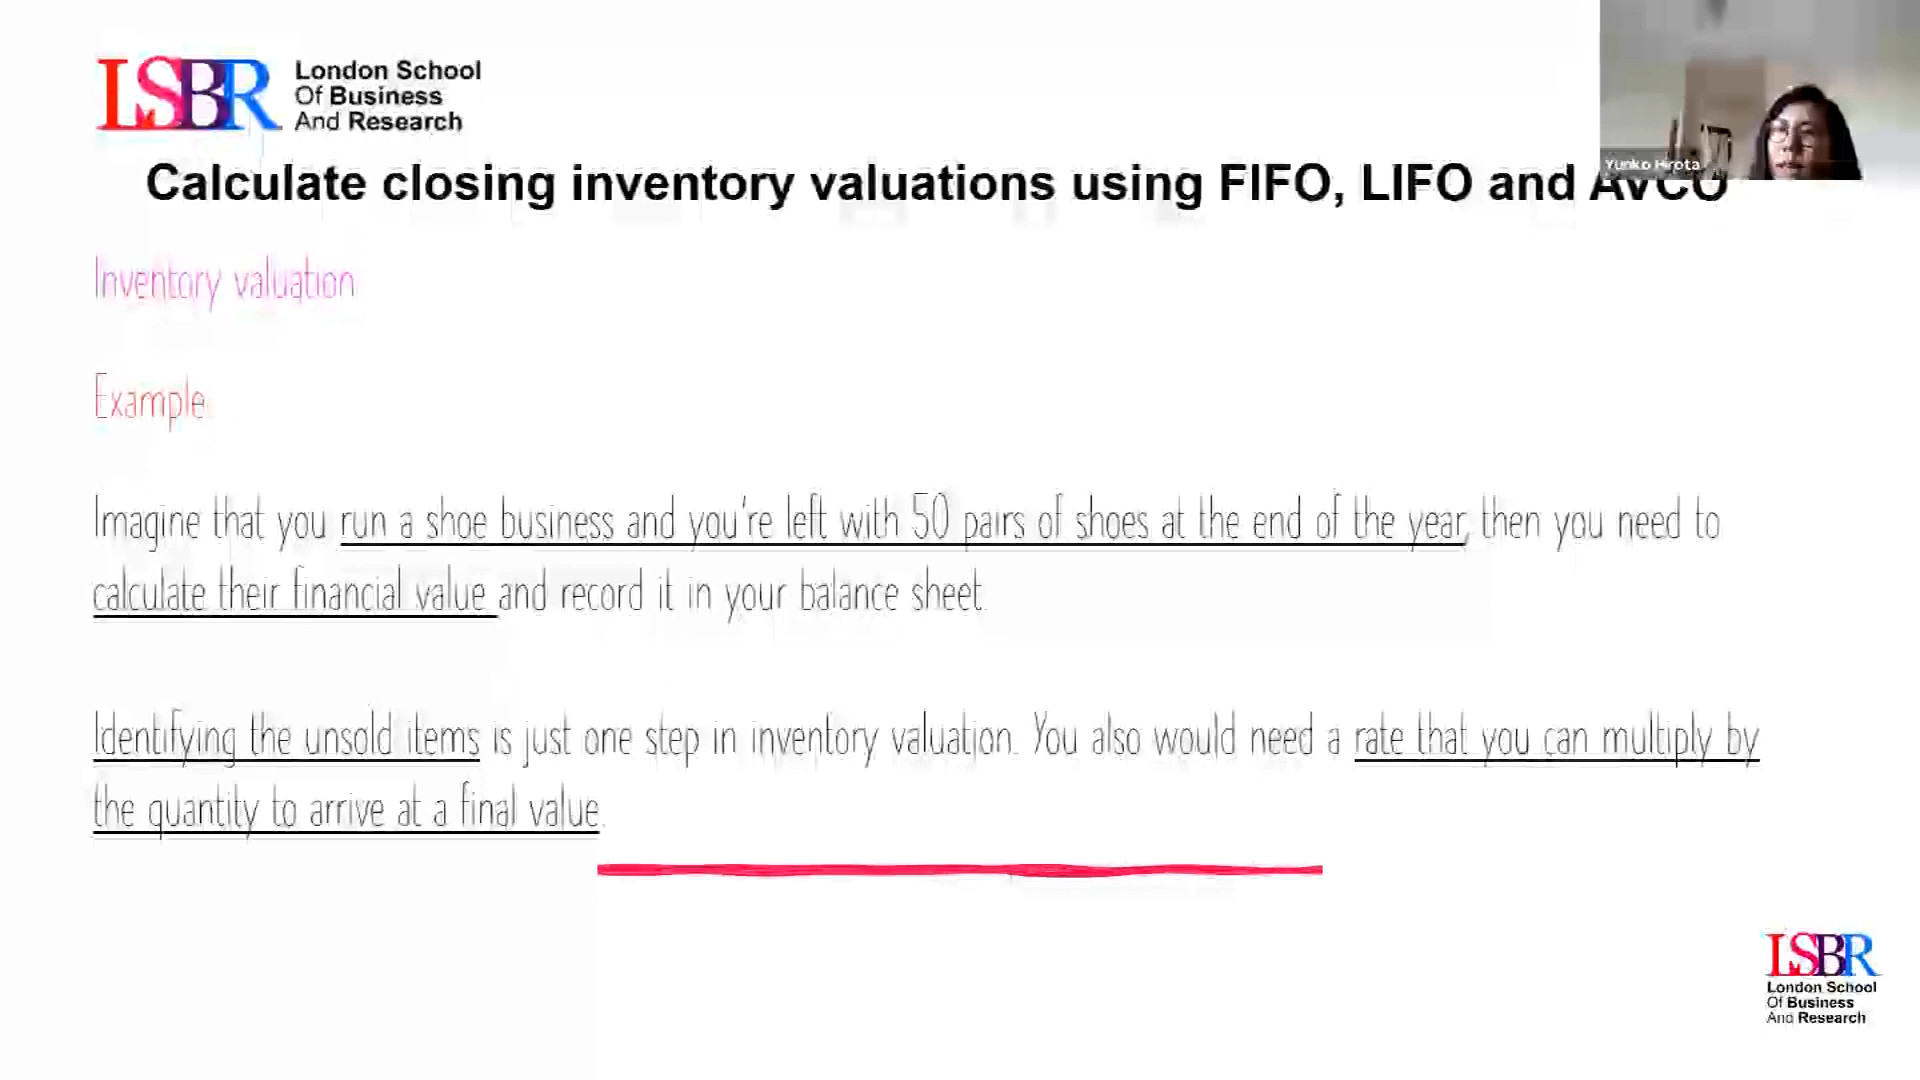 LSBR
London School
Of Business
And Research
Yunko Hirota
Calculate closing inventory valuations using FIFO, LIFO and AVCO
Inventory valuation
Example
Imagine that you run a shoe business and you're left with 50 pairs of shoes at the end of the year, then you need to
calculate their financial value and record it in your balance sheet.
Identifying the unsold items is just one step in inventory valuation. You also would need a rate that you can multiply by
the quantity to arrive at a final value.
LSBR
London School
Of Business
And Research